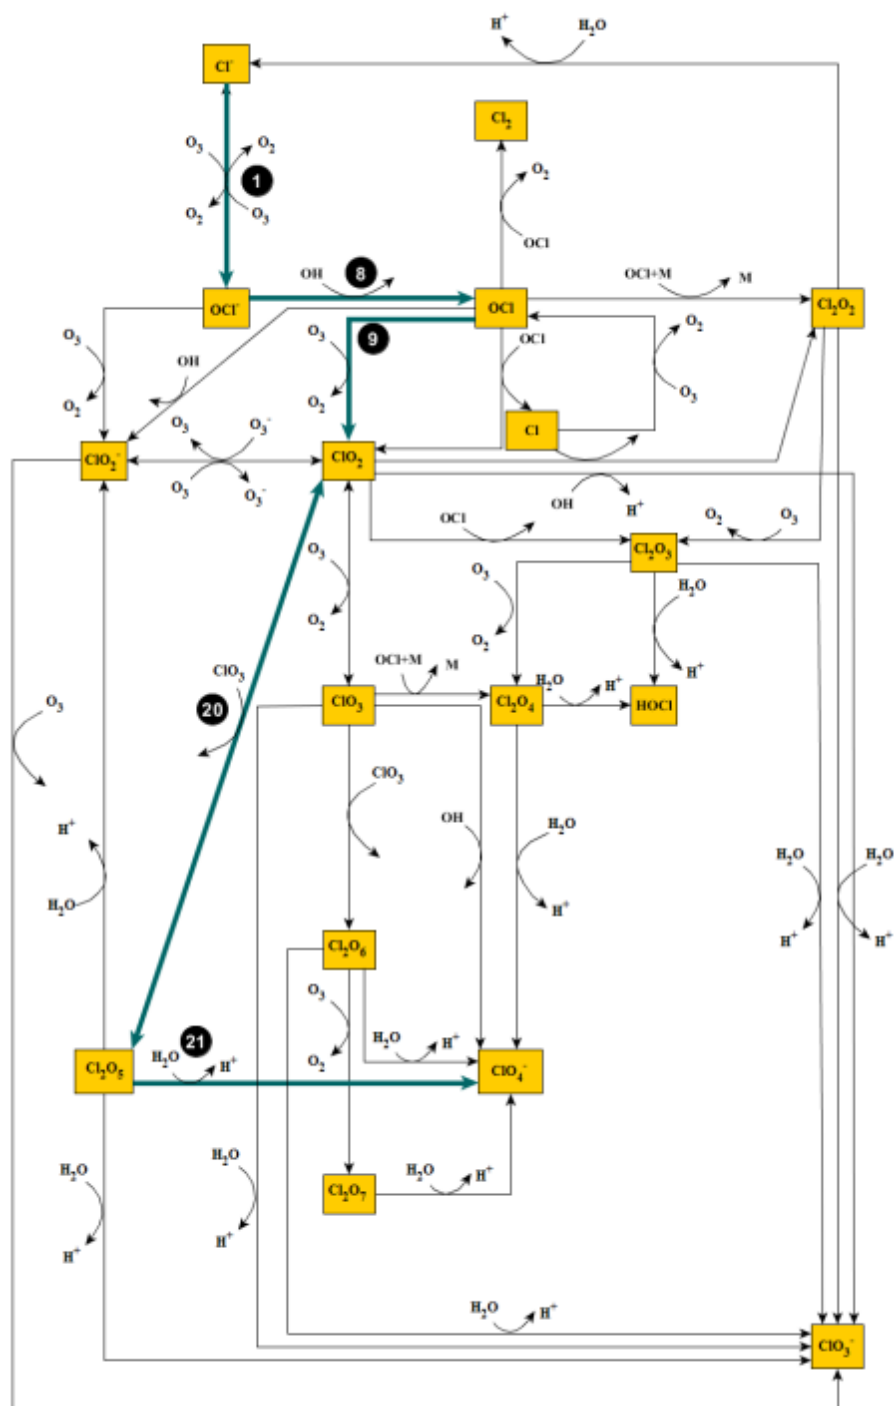 H⁺ H₂O
Cl⁻
Cl₂
O₃ O₂
O₂
1
O₂ O₃
OCl
OH 8
OCl+M M
OCl⁻
OCl
Cl₂O₂
9
O₃
O₃
OCl
O₂
OH
O₂
O₂
O₃
O₃ O₃⁻
Cl
ClO₂⁻
ClO₂
O₃ O₃⁻
OH H⁺
OCl
O₂ O₃
Cl₂O₃
O₃
O₃
H₂O
O₂
O₂
H⁺
ClO₃
OCl+M M
H₂O H⁺
20
ClO₃
Cl₂O₄
HOCl
O₃
ClO₃
OH
H₂O
H⁺
H₂O
H₂O
H₂O
H⁺
H⁺
H⁺
Cl₂O₆
O₃
21
H₂O H⁺
H₂O H⁺
O₂
Cl₂O₅
ClO₄⁻
H₂O
H₂O
H₂O H⁺
Cl₂O₇
H⁺
H⁺
H₂O H⁺
ClO₃⁻